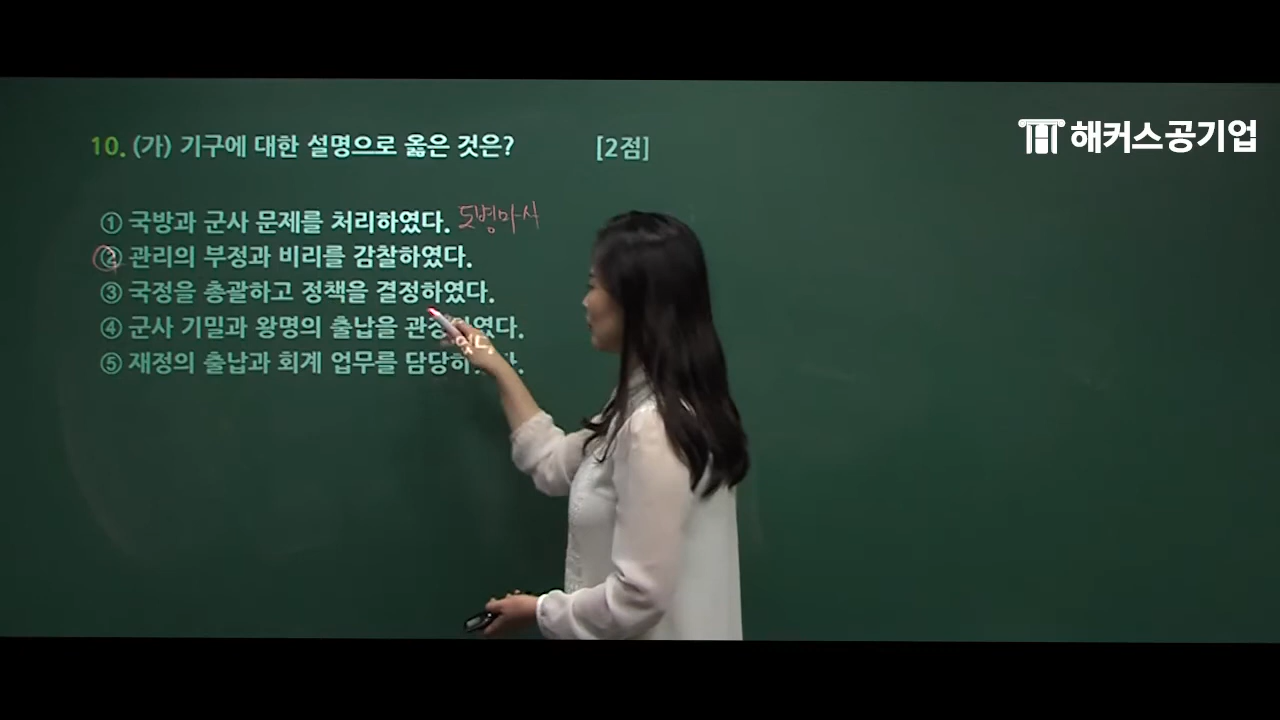 해커스공기업
10. (가) 기구에 대한 설명으로 옳은 것은? [2점]
① 국방과 군사 문제를 처리하였다. 도병마사
② 관리의 부정과 비리를 감찰하였다.
③ 국정을 총괄하고 정책을 결정하였다.
④ 군사 기밀과 왕명의 출납을
⑤ 재정의 출납과 회계 업무를